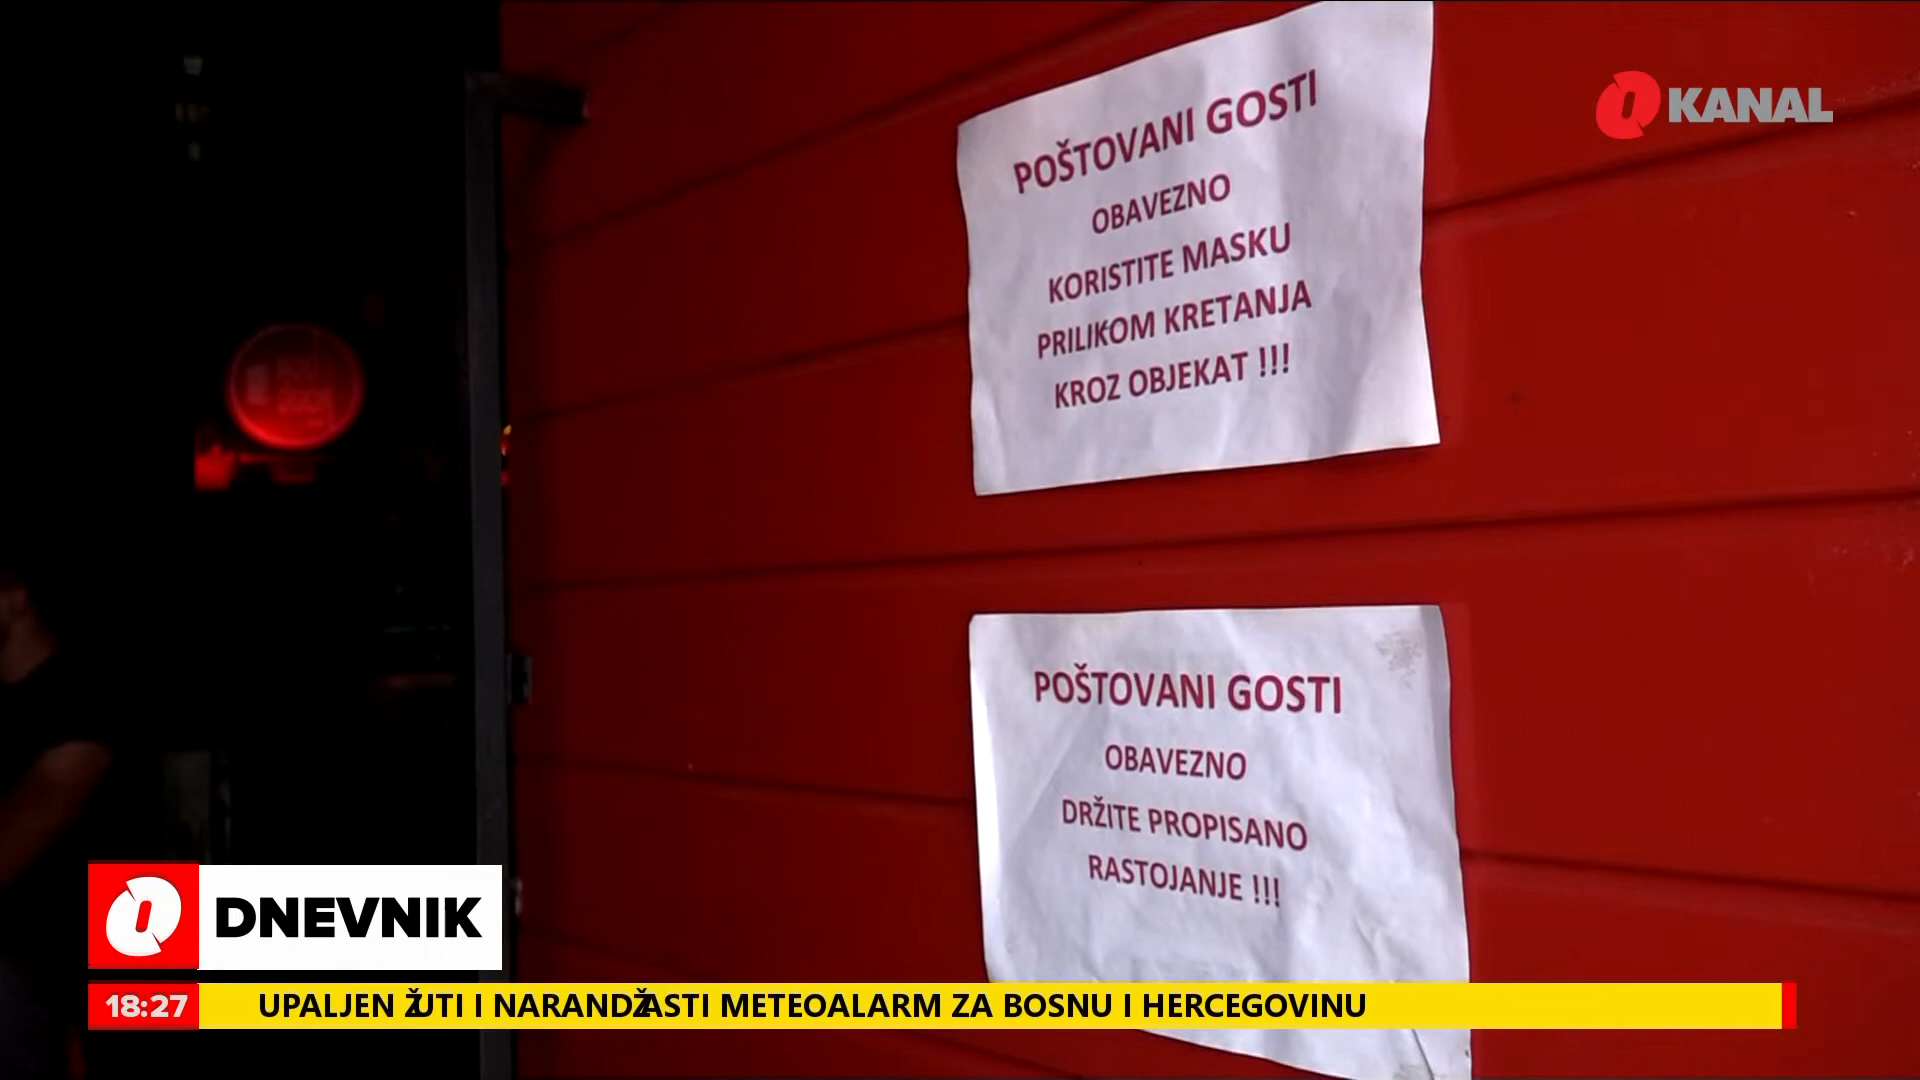 POŠTOVANI GOSTI
OBAVEZNO
KORISTITE MASKU
PRILIKOM KRETANJA
KROZ OBJEKAT !!!
O KANAL
POŠTOVANI GOSTI
OBAVEZNO
DRŽITE PROPISANO
RASTOJANJE !!!
DNEVNIK
18:27 UPALJEN ŽUTI I NARANDŽASTI METEOALARM ZA BOSNU I HERCEGOVINU